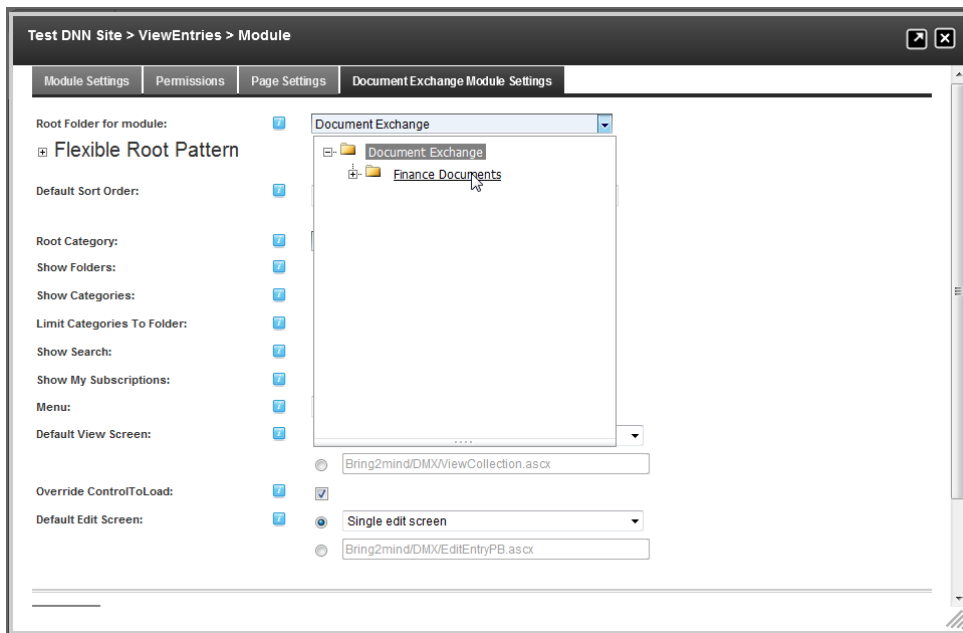 Test DNN Site > ViewEntries > Module
Module Settings Permissions Page Settings Document Exchange Module Settings
Root Folder for module: Document Exchange
Flexible Root Pattern
Document Exchange
Finance Documents
Default Sort Order:
Root Category:
Show Folders:
Show Categories:
Limit Categories To Folder:
Show Search:
Show My Subscriptions:
Menu:
Default View Screen:
Bring2mind/DMX/ViewCollection.ascx
Override ControlToLoad:
Default Edit Screen: Single edit screen
Bring2mind/DMX/EditEntryPB.ascx